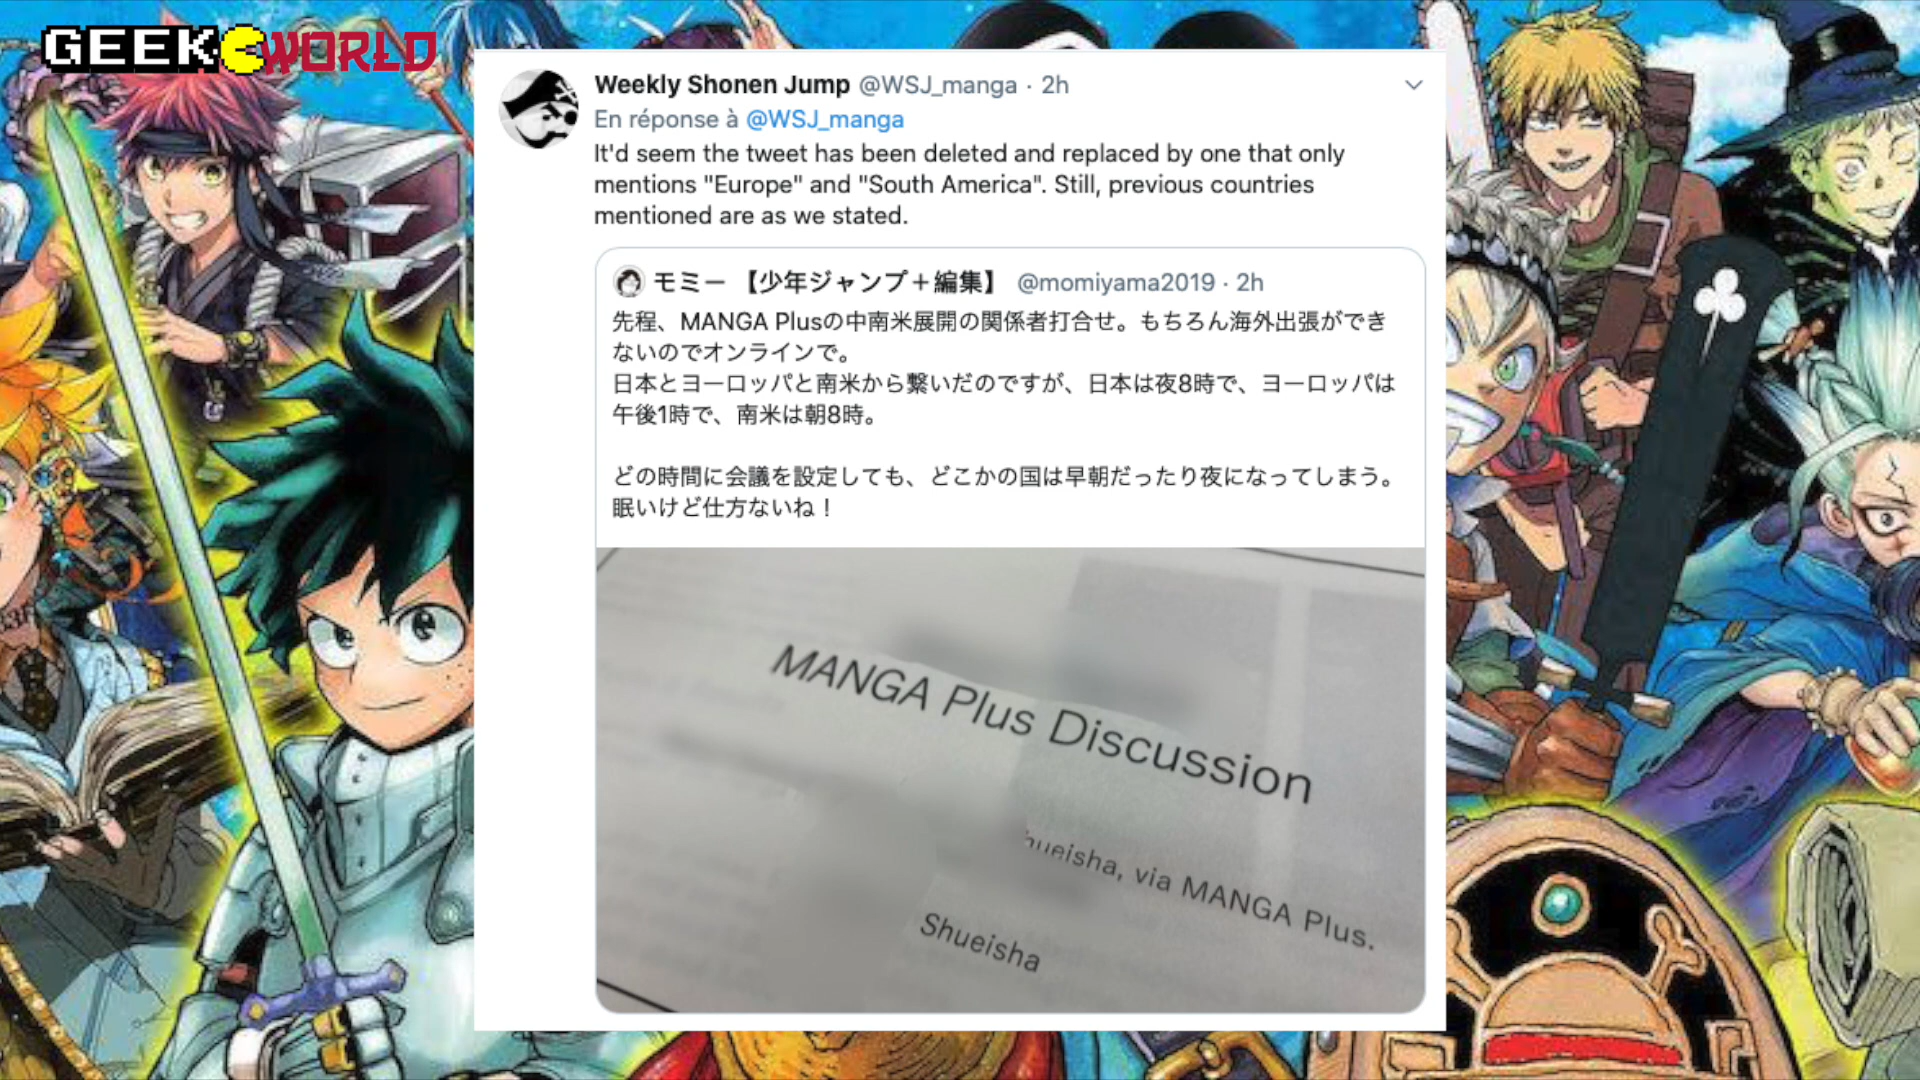 GEEK WORLD
Weekly Shonen Jump @WSJ_manga · 2h
En réponse à @WSJ_manga
It'd seem the tweet has been deleted and replaced by one that only
mentions "Europe" and "South America". Still, previous countries
mentioned are as we stated.
モミー 【少年ジャンプ＋編集】 @momiyama2019 · 2h
先程、MANGA Plusの中南米展開の関係者打合せ。もちろん海外出張ができ
ないのでオンラインで。
日本とヨーロッパと南米から繋いだのですが、日本は夜8時で、ヨーロッパは
午後1時で、南米は朝8時。
どの時間に会議を設定しても、どこかの国は早朝だったり夜になってしまう。
眠いけど仕方ないね！
MANGA Plus Discussion
hueisha, via MANGA Plus.
Shueisha